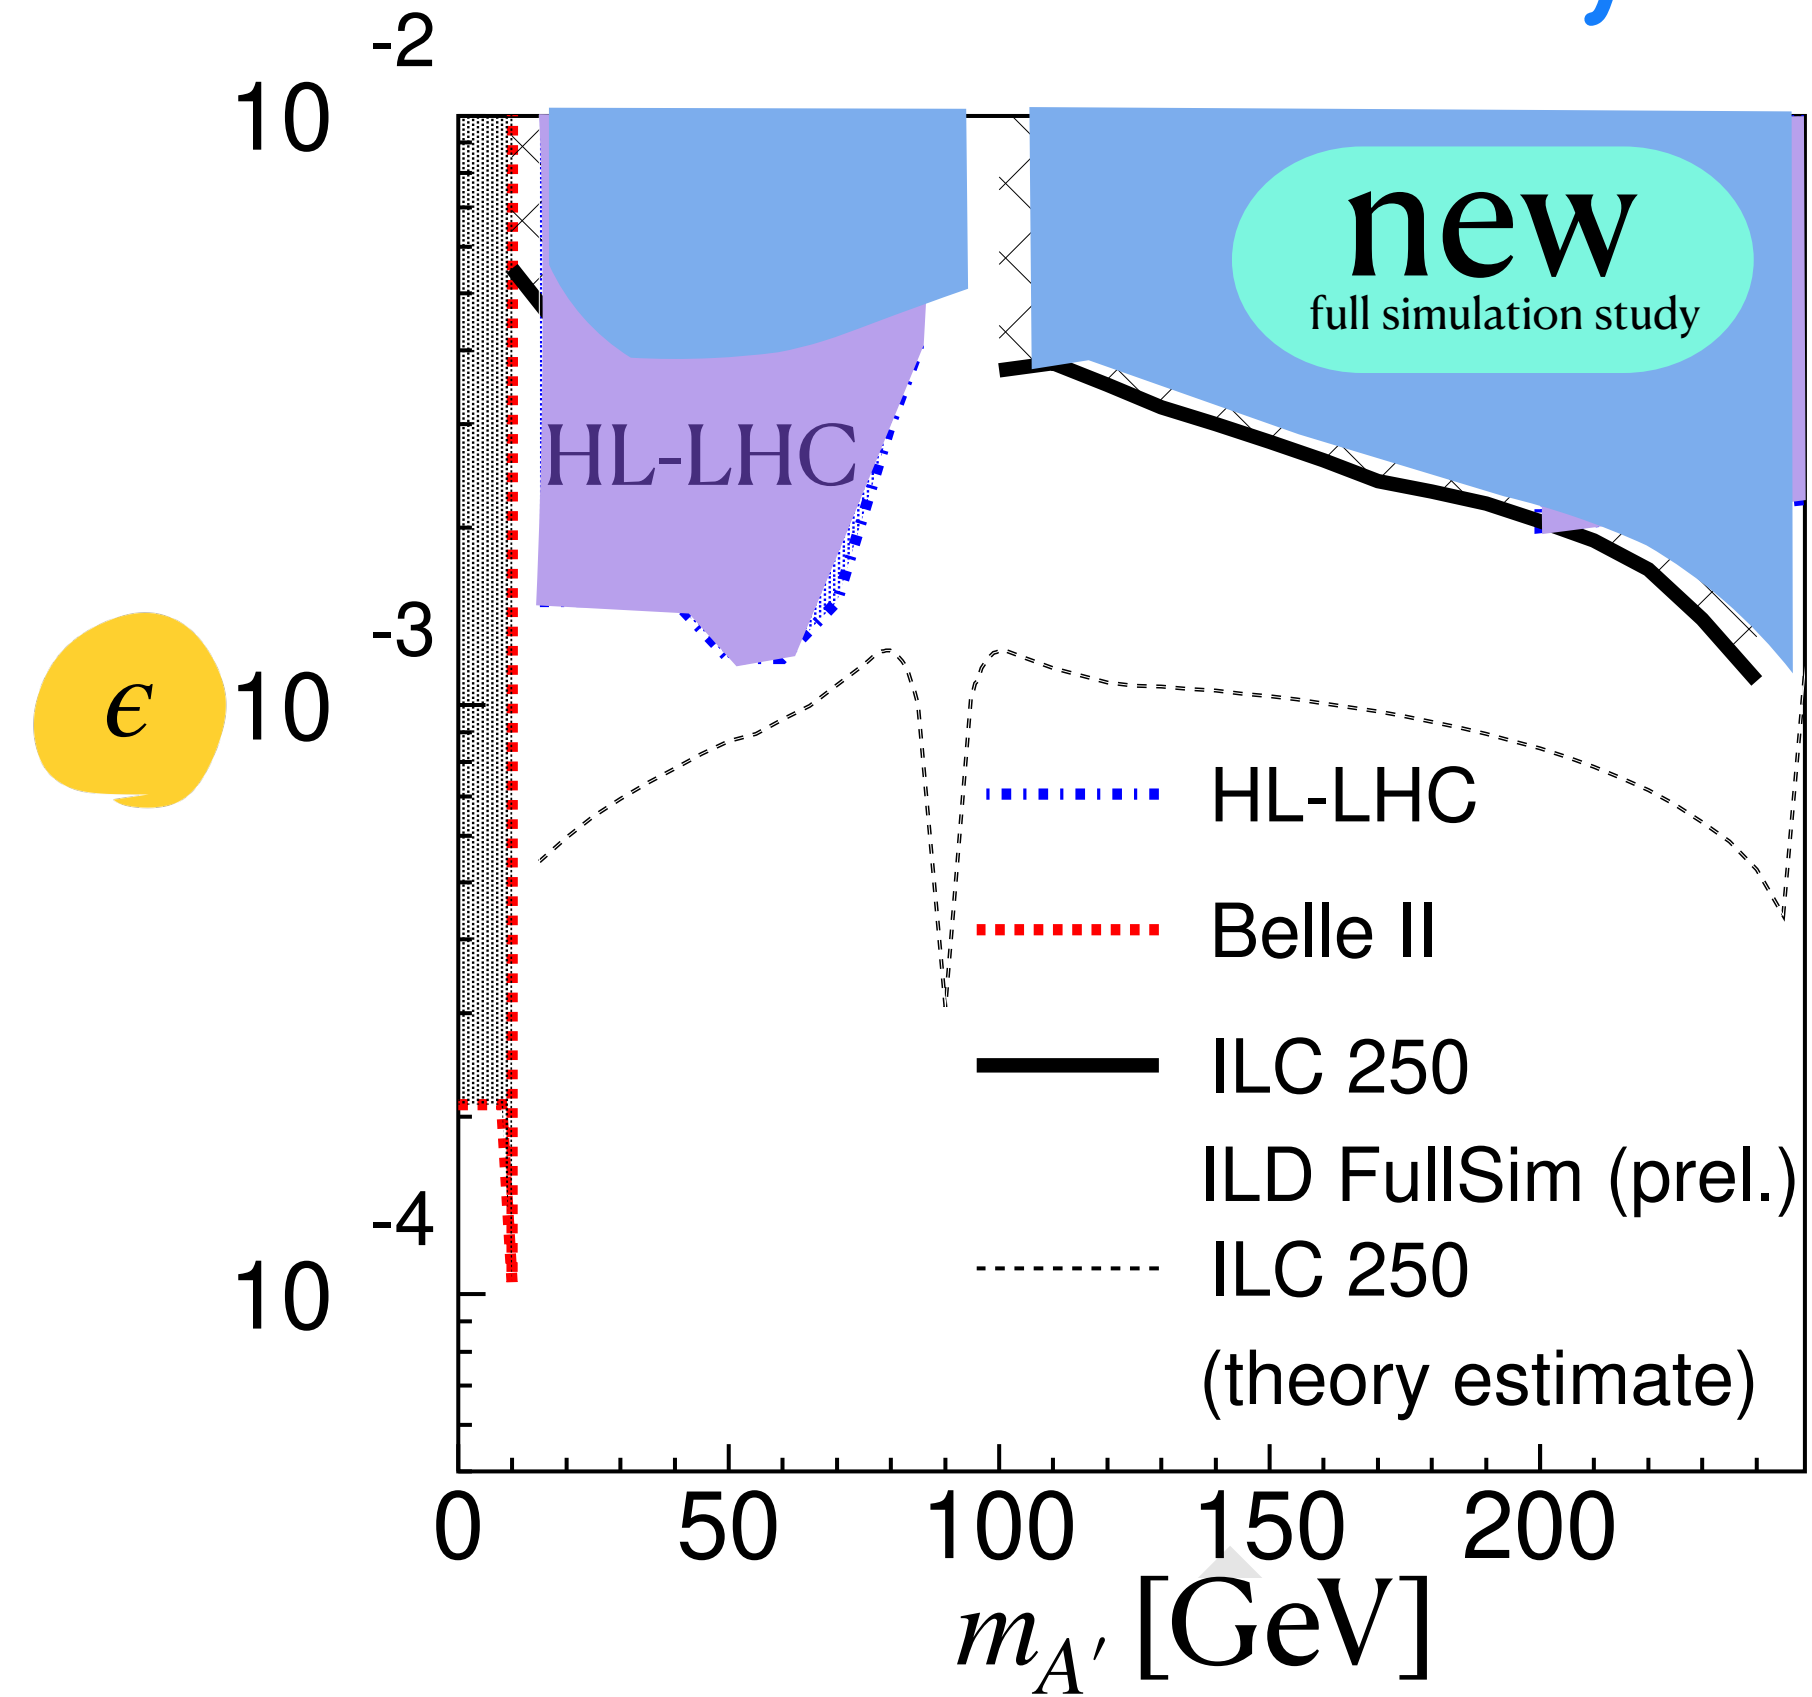 10-2
new
full simulation study
HL-LHC
10-3
ϵ
HL-LHC
Belle II
ILC 250
ILD FullSim (prel.)
10-4
ILC 250
(theory estimate)
0 50 100 150 200
mA′ [GeV]